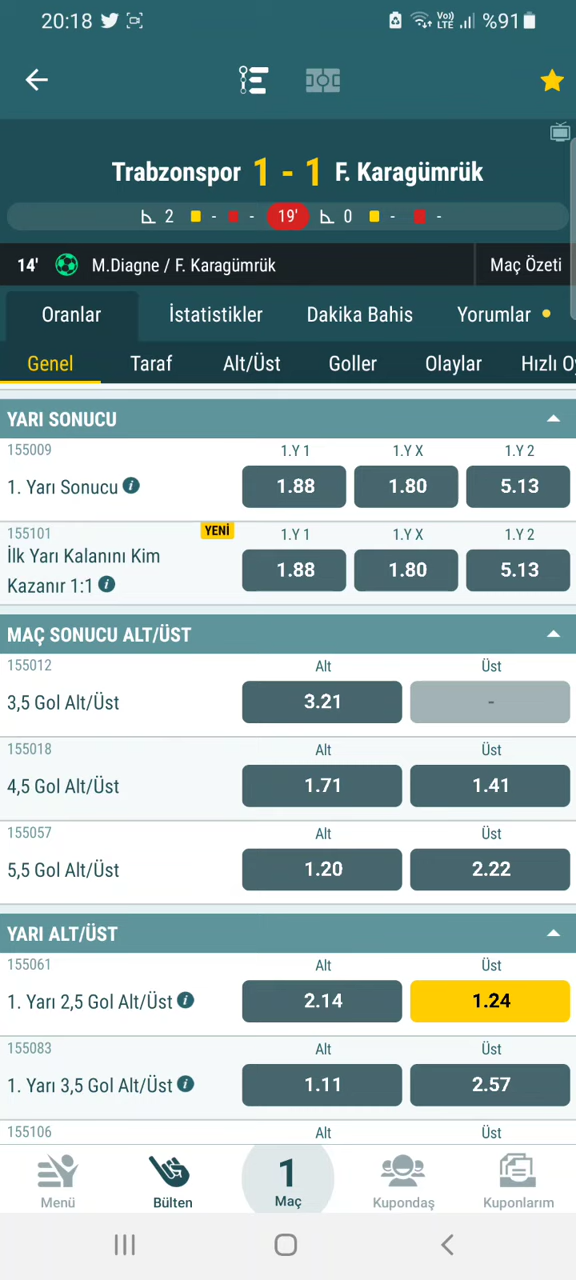 20:18 Vo)) LTE %91
Trabzonspor 1 - 1 F. Karagümrük
2 - - 19' 0 - -
14' M.Diagne / F. Karagümrük Maç Özeti
Oranlar İstatistikler Dakika Bahis Yorumlar
Genel Taraf Alt/Üst Goller Olaylar Hızlı Oy
YARI SONUCU
155009 1.Y 1 1.Y X 1.Y 2
1. Yarı Sonucu 1.88 1.80 5.13
155101 YENİ 1.Y 1 1.Y X 1.Y 2
İlk Yarı Kalanını Kim
Kazanır 1:1 1.88 1.80 5.13
MAÇ SONUCU ALT/ÜST
155012 Alt Üst
3,5 Gol Alt/Üst 3.21 -
155018 Alt Üst
4,5 Gol Alt/Üst 1.71 1.41
155057 Alt Üst
5,5 Gol Alt/Üst 1.20 2.22
YARI ALT/ÜST
155061 Alt Üst
1. Yarı 2,5 Gol Alt/Üst 2.14 1.24
155083 Alt Üst
1. Yarı 3,5 Gol Alt/Üst 1.11 2.57
155106 Alt Üst
Menü Bülten 1 Maç Kupondaş Kuponlarım